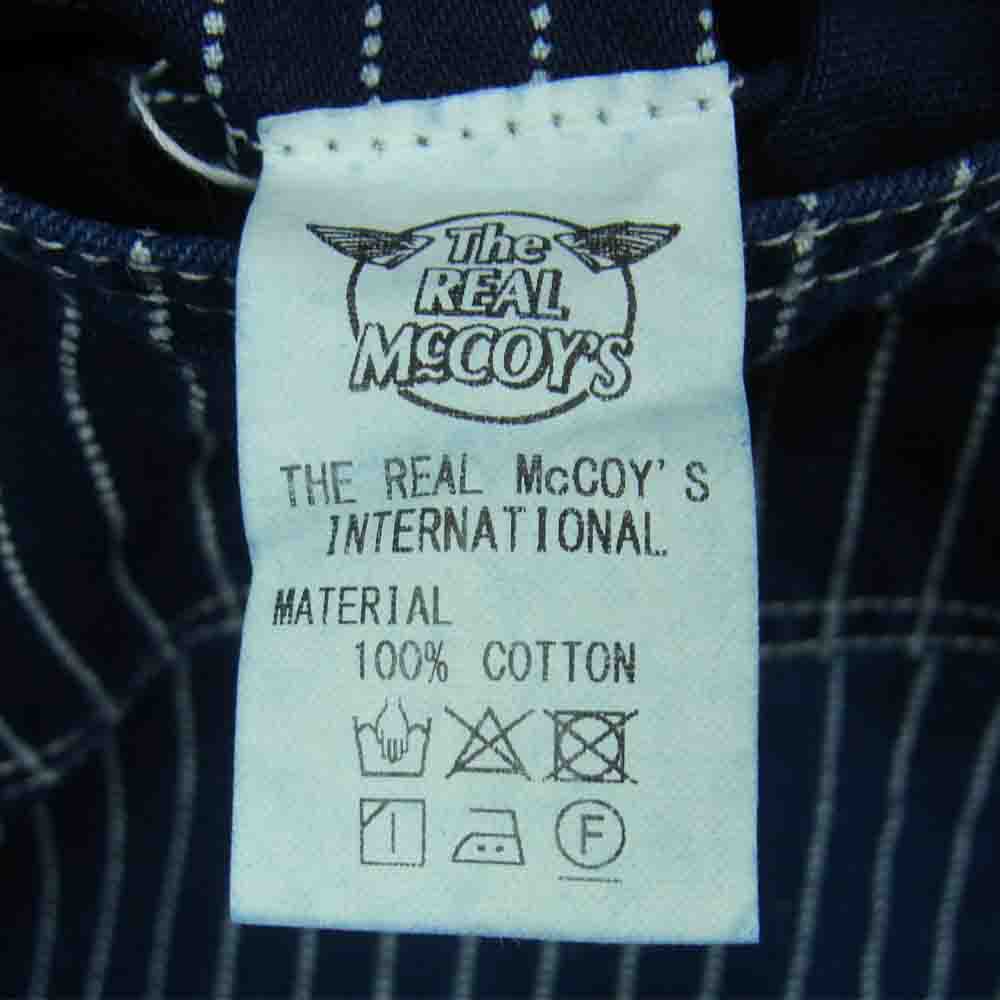 The
REAL
McCOY'S
THE REAL McCOY'S
INTERNATIONAL
MATERIAL
100% COTTON
F